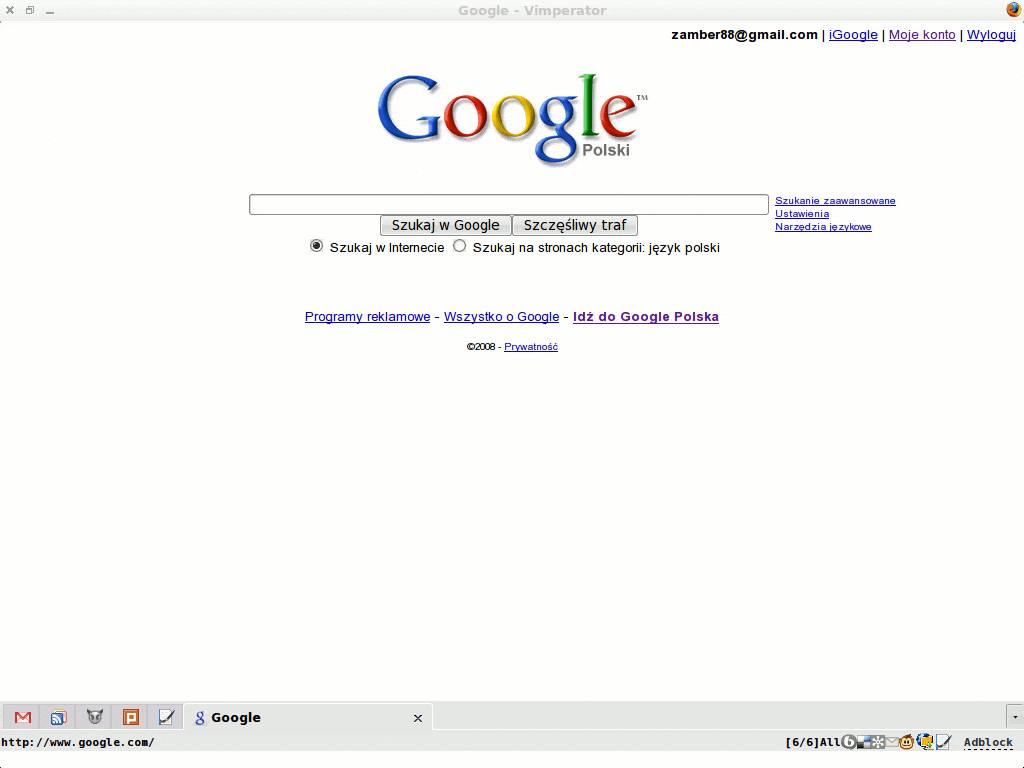 Google - Vimperator
zamber88@gmail.com | iGoogle | Moje konto | Wyloguj
Google™
Polski
Szukanie zaawansowane
Ustawienia
Narzędzia językowe
Szukaj w Google Szczęśliwy traf
Szukaj w Internecie Szukaj na stronach kategorii: język polski
Programy reklamowe - Wszystko o Google - Idź do Google Polska
©2008 - Prywatność
Google
http://www.google.com/ [6/6]All Adblock